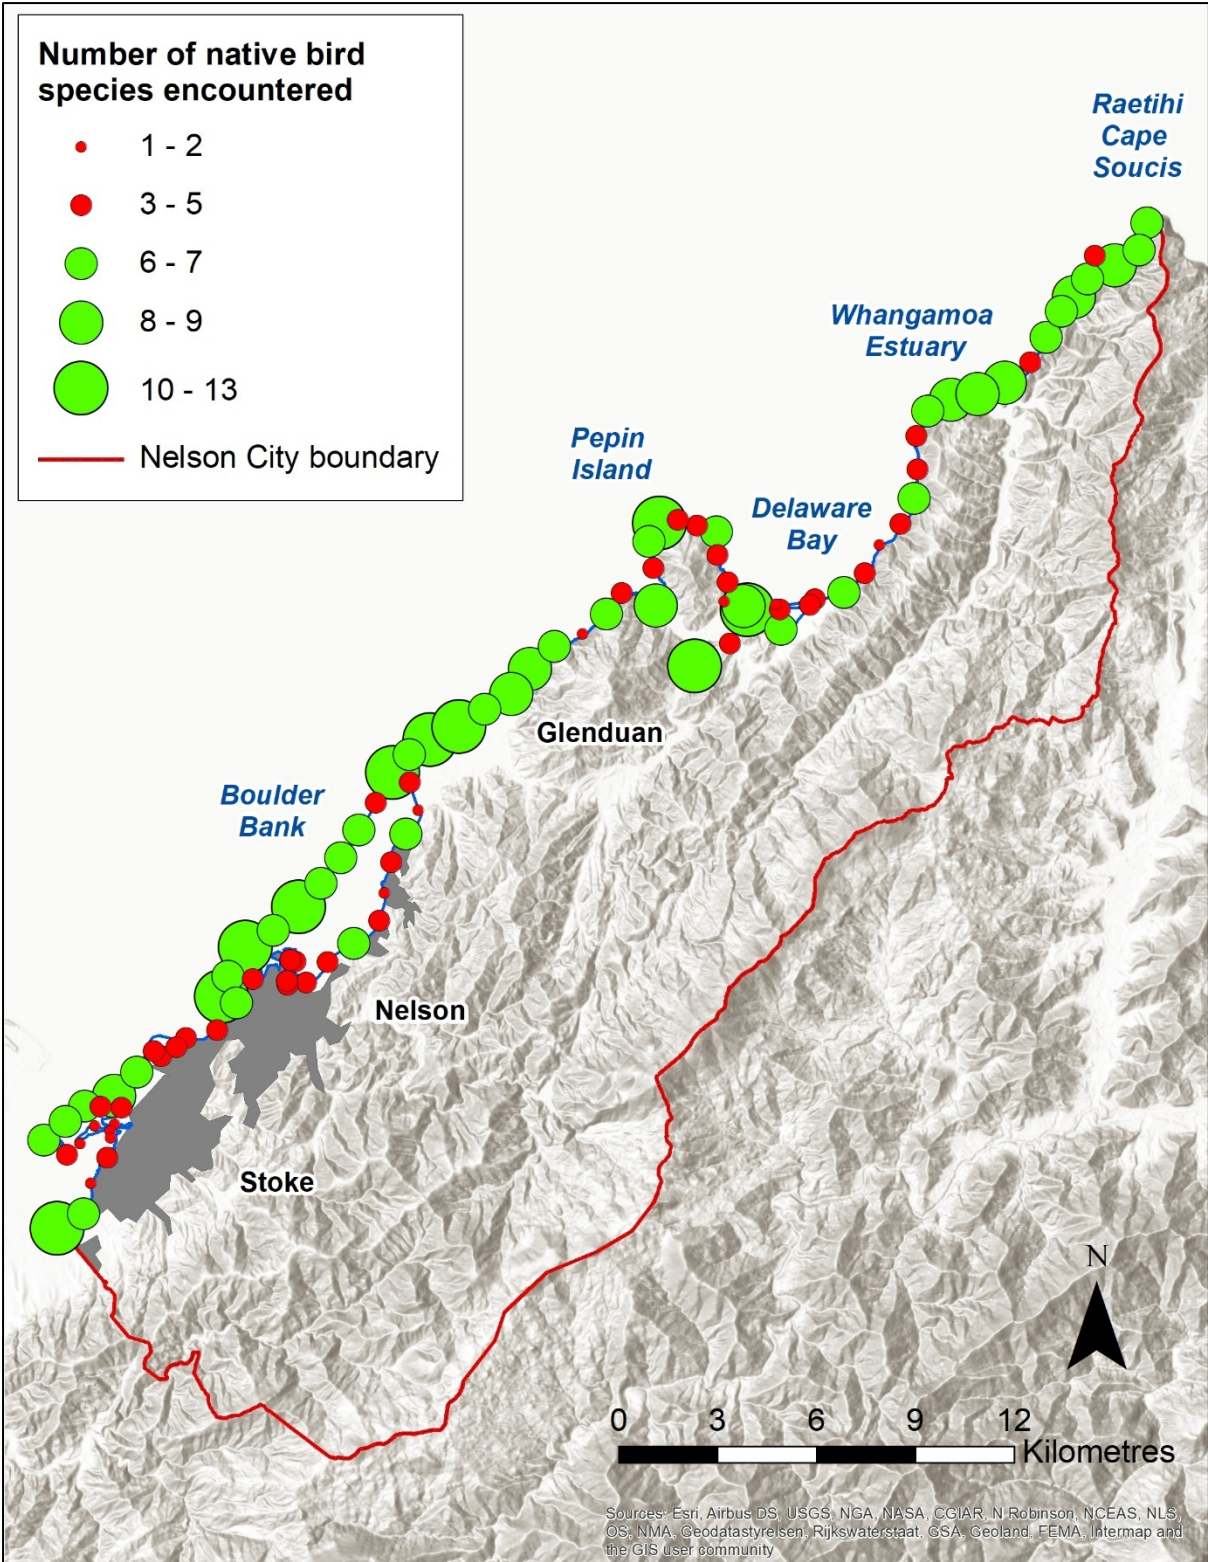 Number of native bird
species encountered
1 - 2
3 - 5
6 - 7
8 - 9
10 - 13
Nelson City boundary
Raetihi
Cape
Soucis
Whangamoa
Estuary
Pepin
Island
Delaware
Bay
Glenduan
Boulder
Bank
Nelson
Stoke
N
0 3 6 9 12
Kilometres
Sources: Esri, Airbus DS, USGS, NGA, NASA, CGIAR, N Robinson, NCEAS, NLS,
OS, NMA, Geodatastyrelsen, Rijkswaterstaat, GSA, Geoland, FEMA, Intermap and
the GIS user community